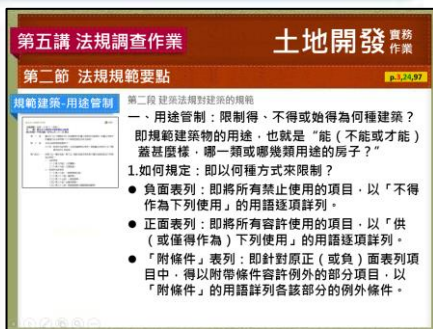 第五講 法規調查作業
土地開發實務作業
第二節 法規規範要點
p.3,24,97
規範建築-用途管制
第二段 建築法規對建築的規範
一、用途管制：限制得、不得或始得為何種建築？
即規範建築物的用途，也就是“能（不能或才能）
蓋甚麼樣，哪一類或哪幾類用途的房子？”
1.如何規定：即以何種方式來限制？
● 負面表列：即將所有禁止使用的項目，以「不得
作為下列使用」的用語逐項詳列。
● 正面表列：即將所有容許使用的項目，以「供
（或僅得作為）下列使用」的用語逐項詳列。
● 「附條件」表列：即針對原正（或負）面表列項
目中，得以附帶條件容許例外的部分項目，以
「附條件」的用語詳列各該部分的例外條件。